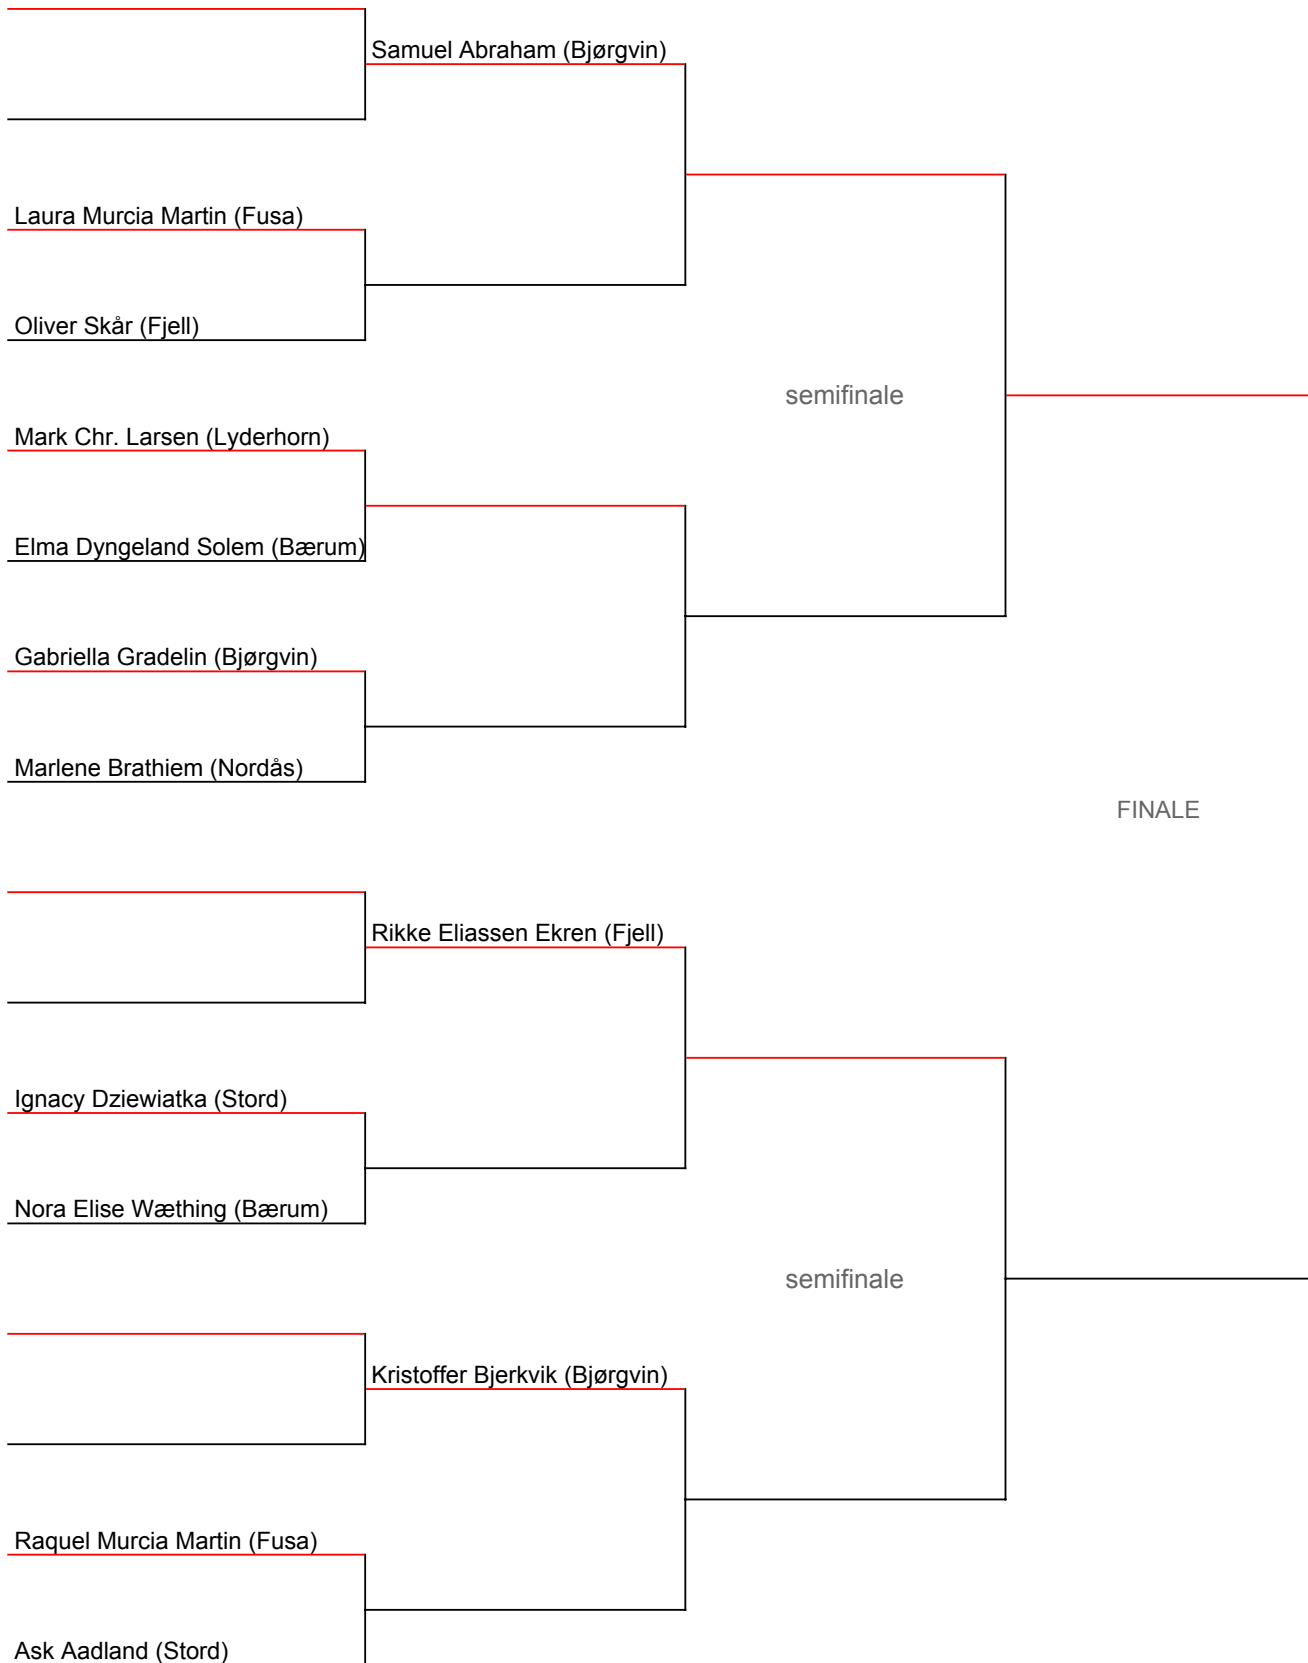 Samuel Abraham (Bjørgvin)
Laura Murcia Martin (Fusa)
Oliver Skår (Fjell)
semifinale
Mark Chr. Larsen (Lyderhorn)
Elma Dyngeland Solem (Bærum)
Gabriella Gradelin (Bjørgvin)
Marlene Brathiem (Nordås)
FINALE
Rikke Eliassen Ekren (Fjell)
Ignacy Dziewiatka (Stord)
Nora Elise Wæthing (Bærum)
semifinale
Kristoffer Bjerkvik (Bjørgvin)
Raquel Murcia Martin (Fusa)
Ask Aadland (Stord)